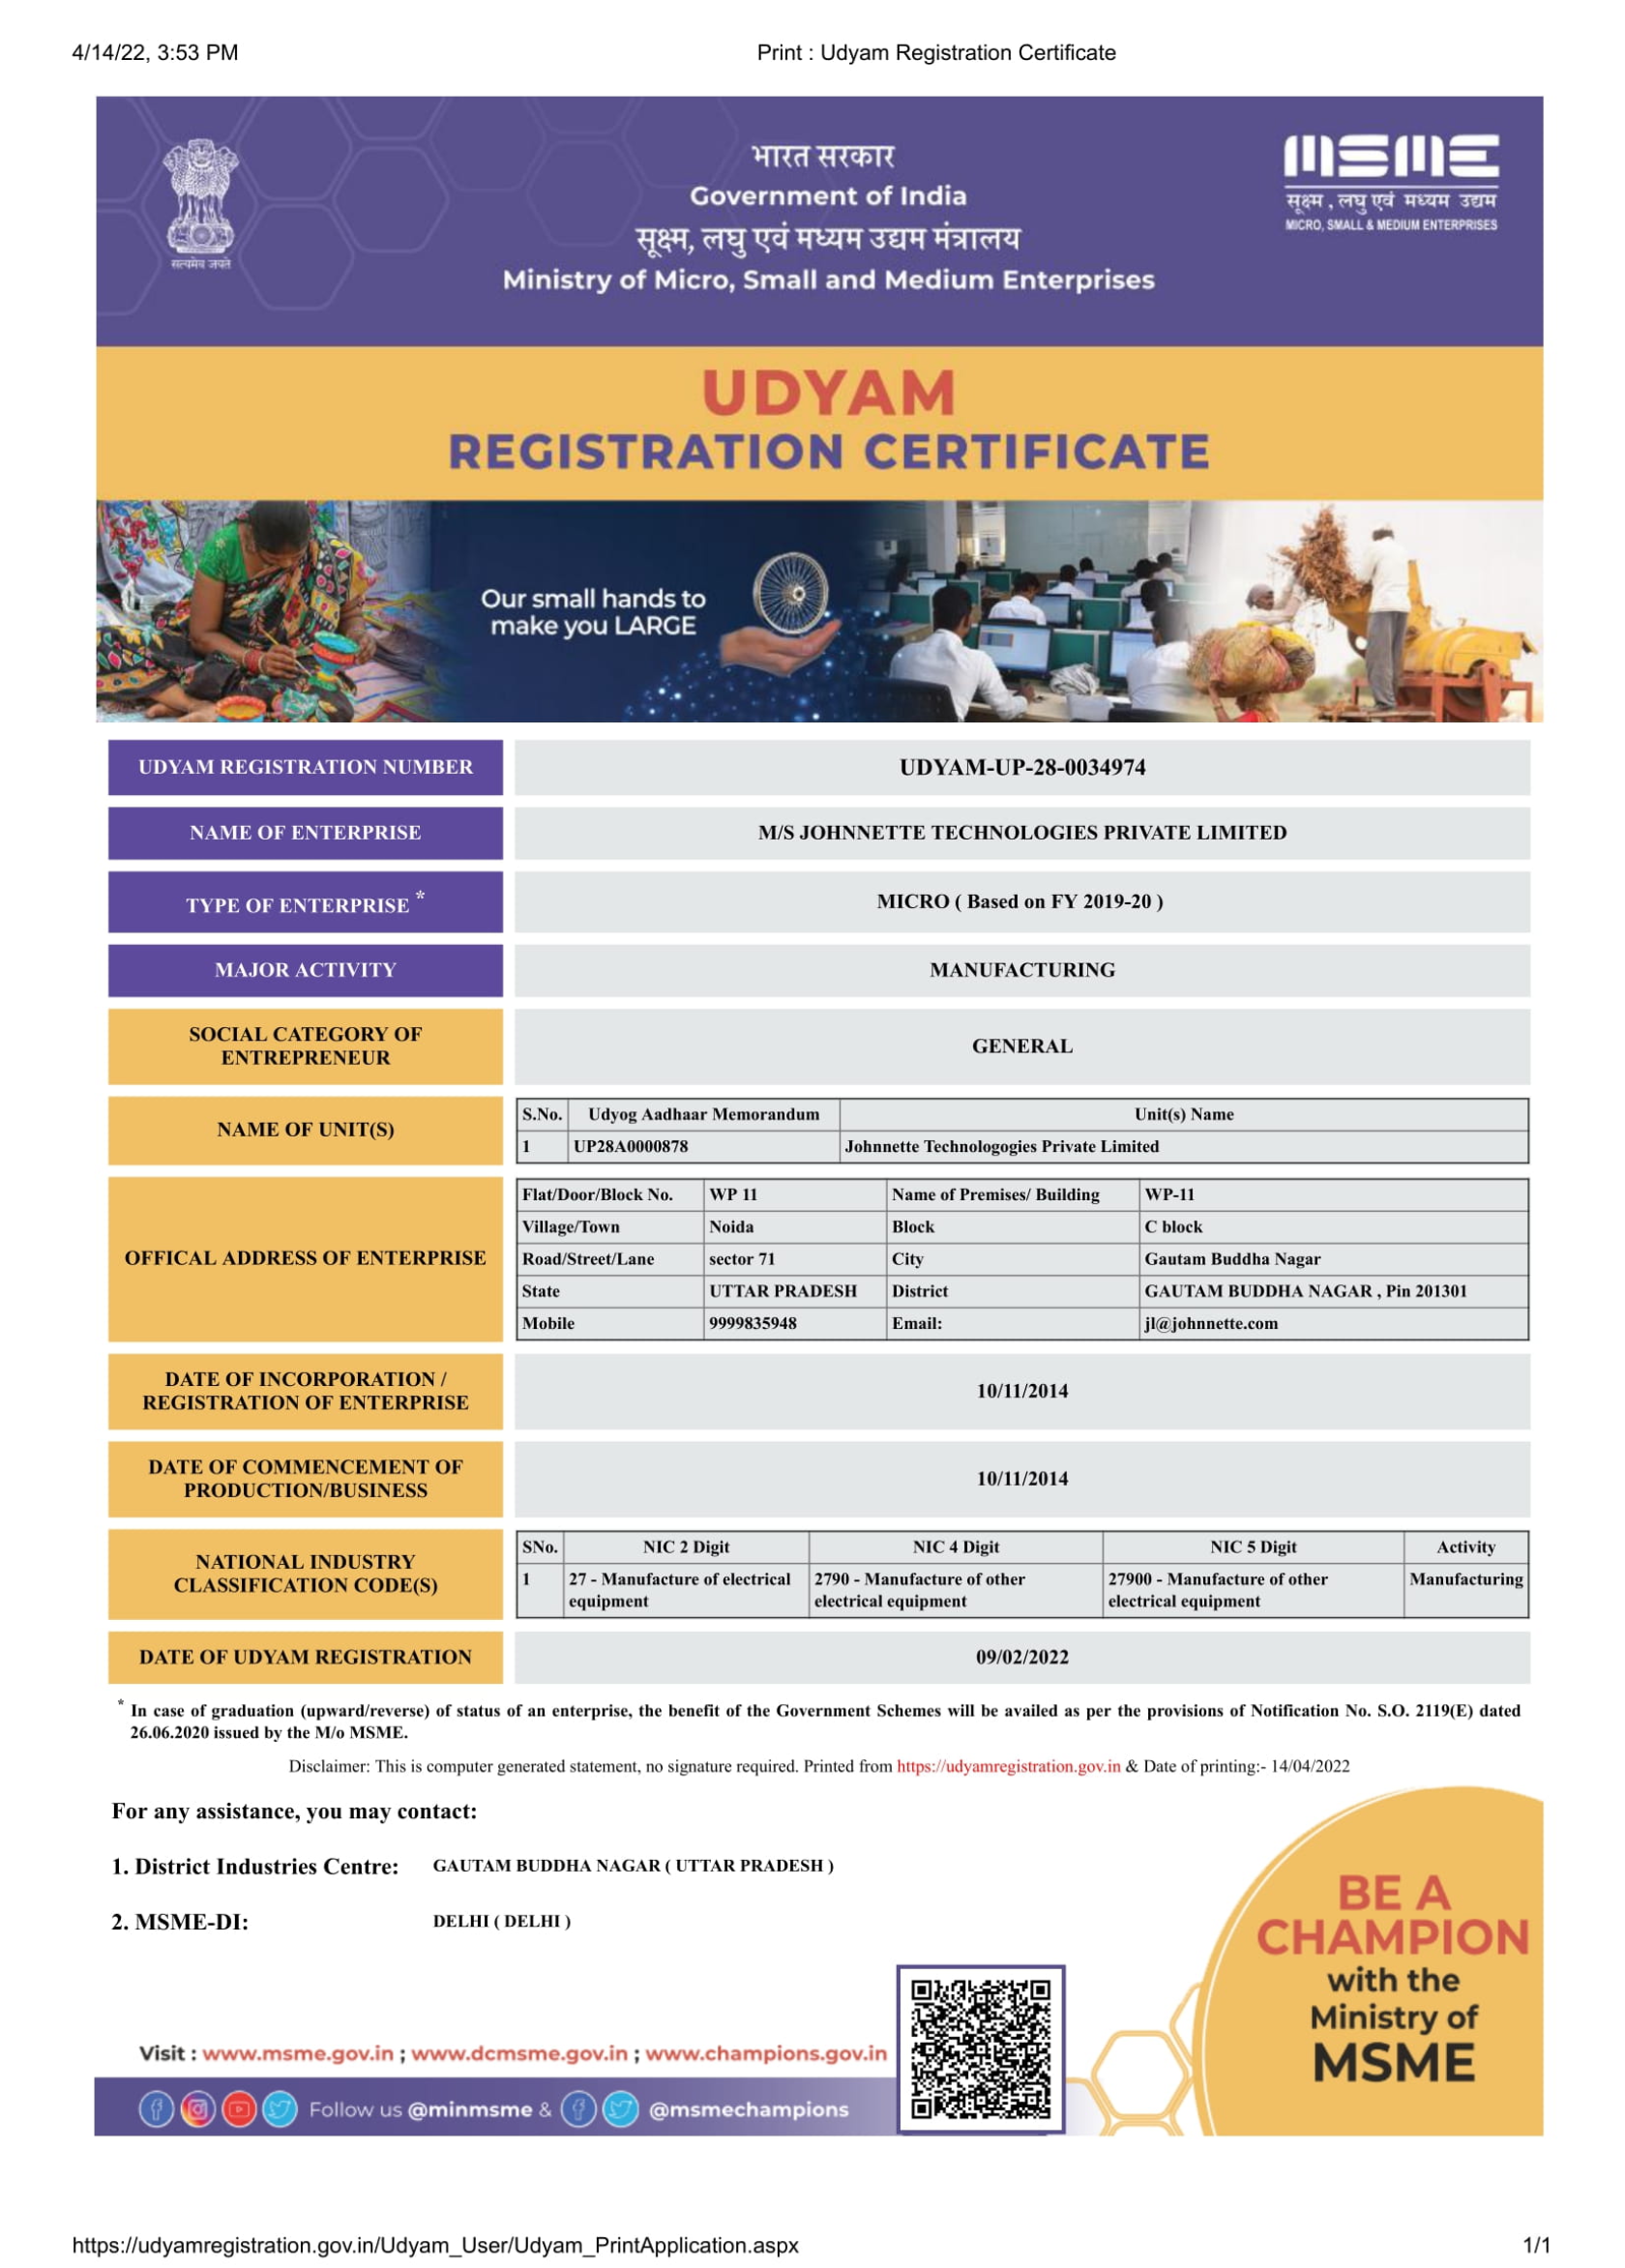 4/14/22, 3:53 PM
Print : Udyam Registration Certificate
भारत सरकार
Government of India
सूक्ष्म, लघु एवं मध्यम उद्यम मंत्रालय
Ministry of Micro, Small and Medium Enterprises
सत्यमेव जयते
MSME
सूक्ष्म , लघु एवं मध्यम उद्यम
MICRO, SMALL & MEDIUM ENTERPRISES
UDYAM
REGISTRATION CERTIFICATE
Our small hands to
make you LARGE
UDYAM REGISTRATION NUMBER
UDYAM-UP-28-0034974
NAME OF ENTERPRISE
M/S JOHNNETTE TECHNOLOGIES PRIVATE LIMITED
TYPE OF ENTERPRISE *
MICRO ( Based on FY 2019-20 )
MAJOR ACTIVITY
MANUFACTURING
SOCIAL CATEGORY OF
ENTREPRENEUR
GENERAL
NAME OF UNIT(S)
S.No. Udyog Aadhaar Memorandum Unit(s) Name
1 UP28A0000878 Johnnette Technologogies Private Limited
OFFICAL ADDRESS OF ENTERPRISE
Flat/Door/Block No. WP 11 Name of Premises/ Building WP-11
Village/Town Noida Block C block
Road/Street/Lane sector 71 City Gautam Buddha Nagar
State UTTAR PRADESH District GAUTAM BUDDHA NAGAR , Pin 201301
Mobile 9999835948 Email: jl@johnnette.com
DATE OF INCORPORATION /
REGISTRATION OF ENTERPRISE
10/11/2014
DATE OF COMMENCEMENT OF
PRODUCTION/BUSINESS
10/11/2014
NATIONAL INDUSTRY
CLASSIFICATION CODE(S)
SNo. NIC 2 Digit NIC 4 Digit NIC 5 Digit Activity
1 27 - Manufacture of electrical 2790 - Manufacture of other 27900 - Manufacture of other Manufacturing
equipment electrical equipment electrical equipment
DATE OF UDYAM REGISTRATION
09/02/2022
* In case of graduation (upward/reverse) of status of an enterprise, the benefit of the Government Schemes will be availed as per the provisions of Notification No. S.O. 2119(E) dated
26.06.2020 issued by the M/o MSME.
Disclaimer: This is computer generated statement, no signature required. Printed from https://udyamregistration.gov.in & Date of printing:- 14/04/2022
For any assistance, you may contact:
1. District Industries Centre: GAUTAM BUDDHA NAGAR ( UTTAR PRADESH )
2. MSME-DI: DELHI ( DELHI )
BE A
CHAMPION
with the
Ministry of
MSME
Visit : www.msme.gov.in ; www.dcmsme.gov.in ; www.champions.gov.in
Follow us @minmsme & @msmechampions
https://udyamregistration.gov.in/Udyam_User/Udyam_PrintApplication.aspx
1/1